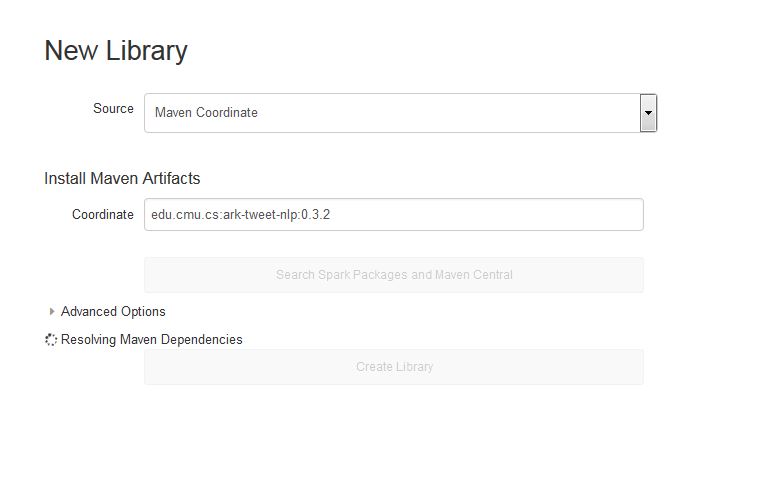 New Library
Source
Maven Coordinate
Install Maven Artifacts
Coordinate
edu.cmu.cs:ark-tweet-nlp:0.3.2
Search Spark Packages and Maven Central
Advanced Options
Resolving Maven Dependencies
Create Library